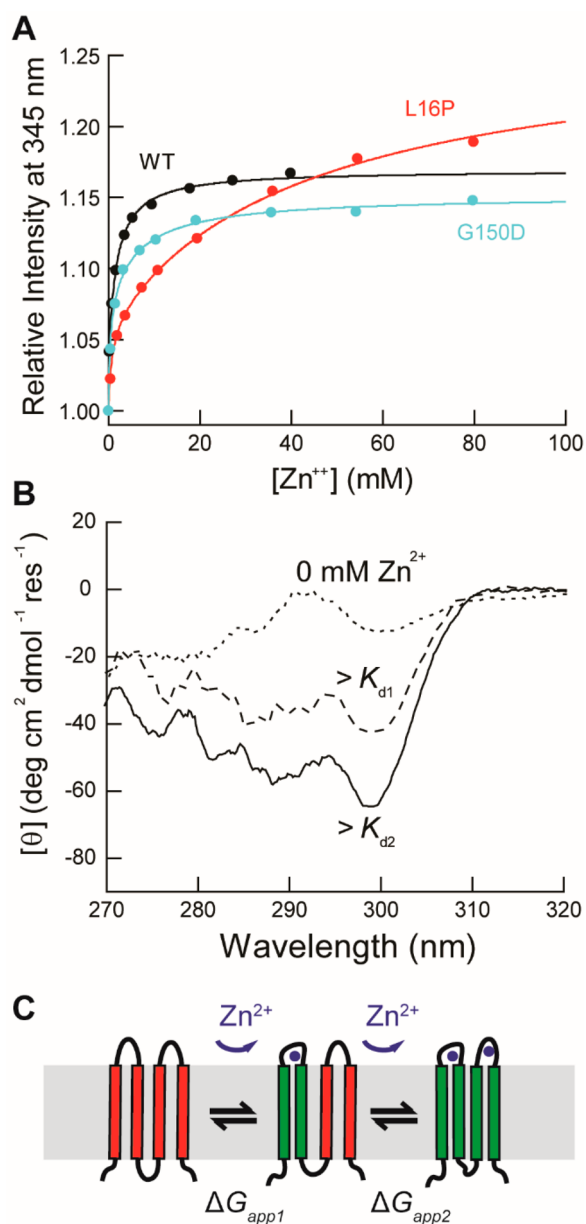 A
Relative Intensity at 345 nm
1.20
1.15
1.10
1.05
1.00
WT
L16P
G150D
0 20 40 60 80 100
[Zn⁺⁺] (mM)
B
[θ] (deg cm² dmol⁻¹ res⁻¹)
20
0
-20
-40
-60
-80
0 mM Zn²⁺
> Kd1
> Kd2
270 280 290 300 310 320
Wavelength (nm)
C
Zn²⁺ Zn²⁺
ΔGapp1 ΔGapp2